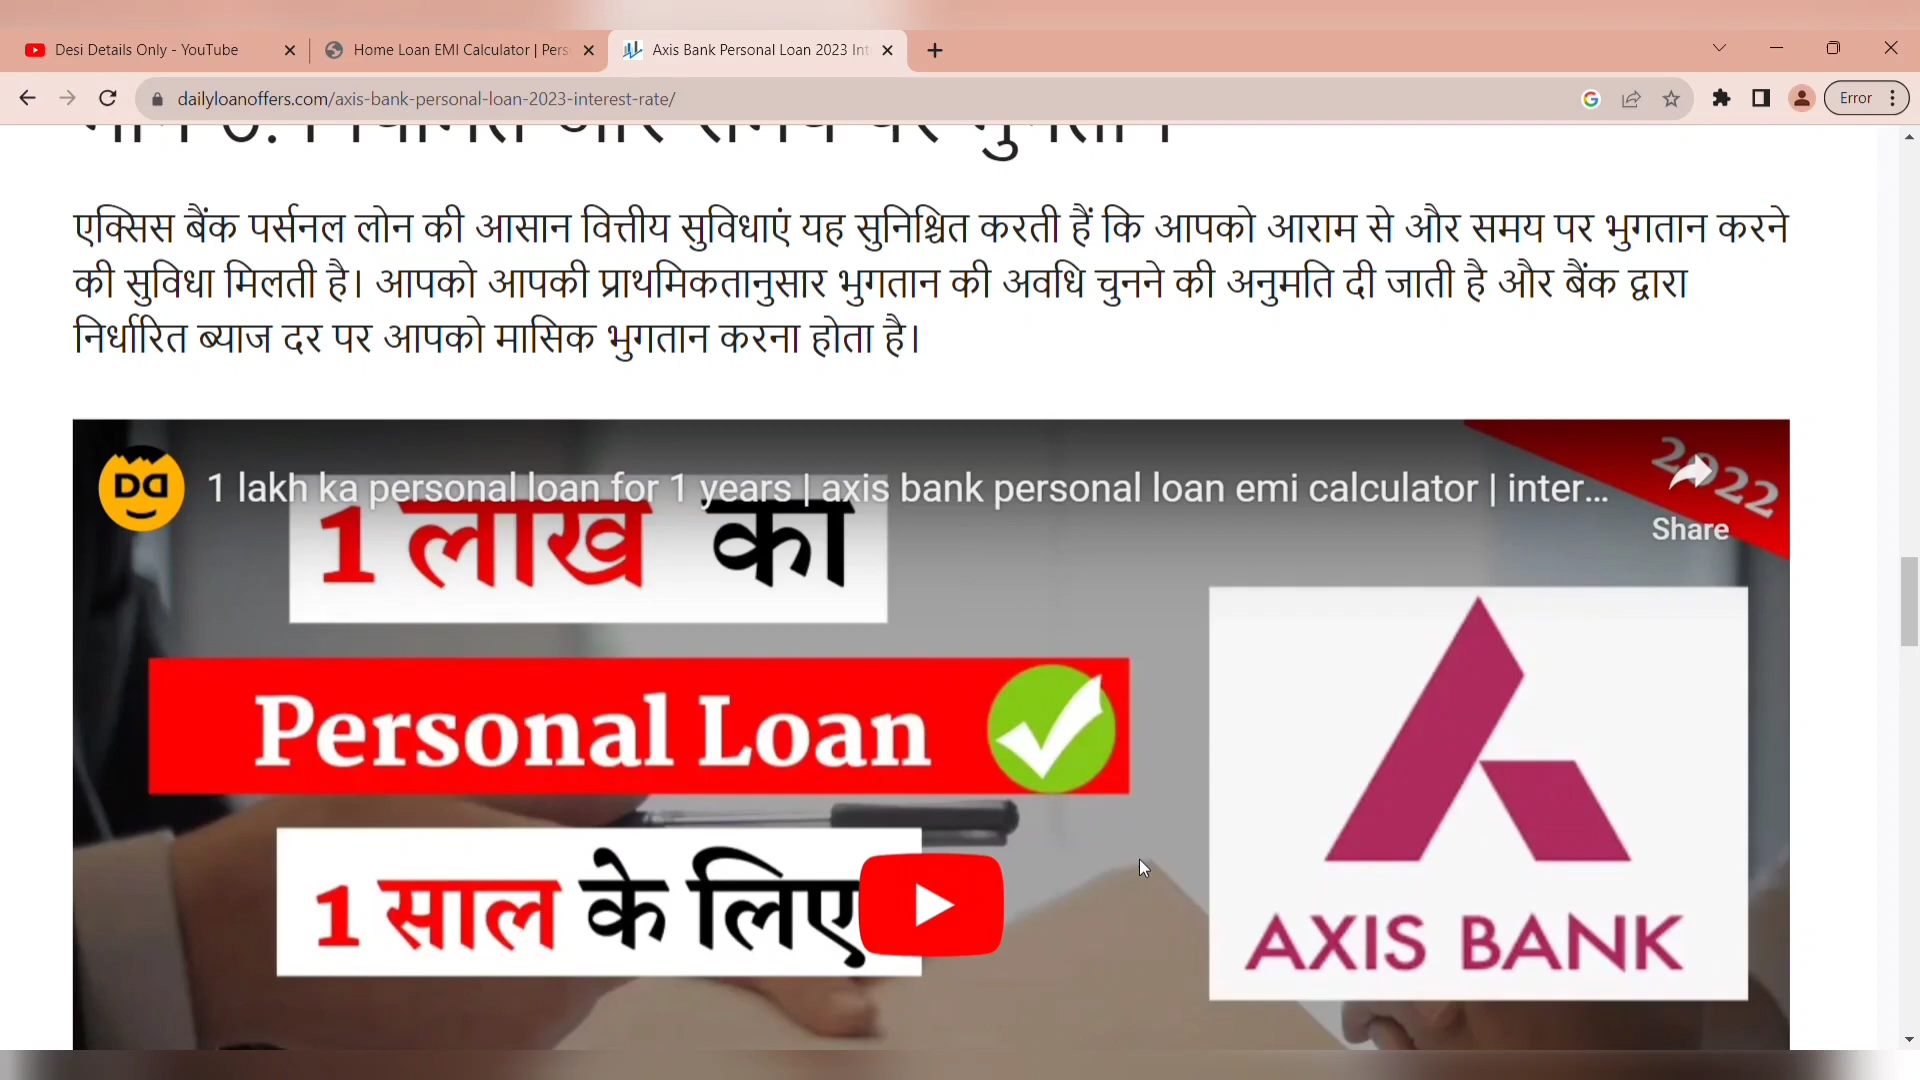 Desi Details Only - YouTube
Home Loan EMI Calculator | Pers
Axis Bank Personal Loan 2023 Int
dailyloanoffers.com/axis-bank-personal-loan-2023-interest-rate/
Error
एक्सिस बैंक पर्सनल लोन की आसान वित्तीय सुविधाएं यह सुनिश्चित करती हैं कि आपको आराम से और समय पर भुगतान करने
की सुविधा मिलती है। आपको आपकी प्राथमिकतानुसार भुगतान की अवधि चुनने की अनुमति दी जाती है और बैंक द्वारा
निर्धारित ब्याज दर पर आपको मासिक भुगतान करना होता है।
1 lakh ka personal loan for 1 years | axis bank personal loan emi calculator | inter...
2022
Share
1 लाख का
Personal Loan
1 साल के लिए
AXIS BANK